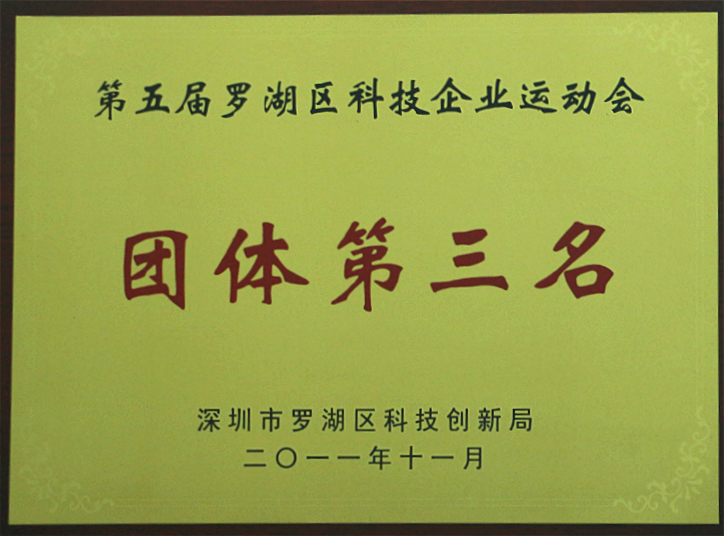 第五届罗湖区科技企业运动会
团体第三名
深圳市罗湖区科技创新局
二〇一一年十一月